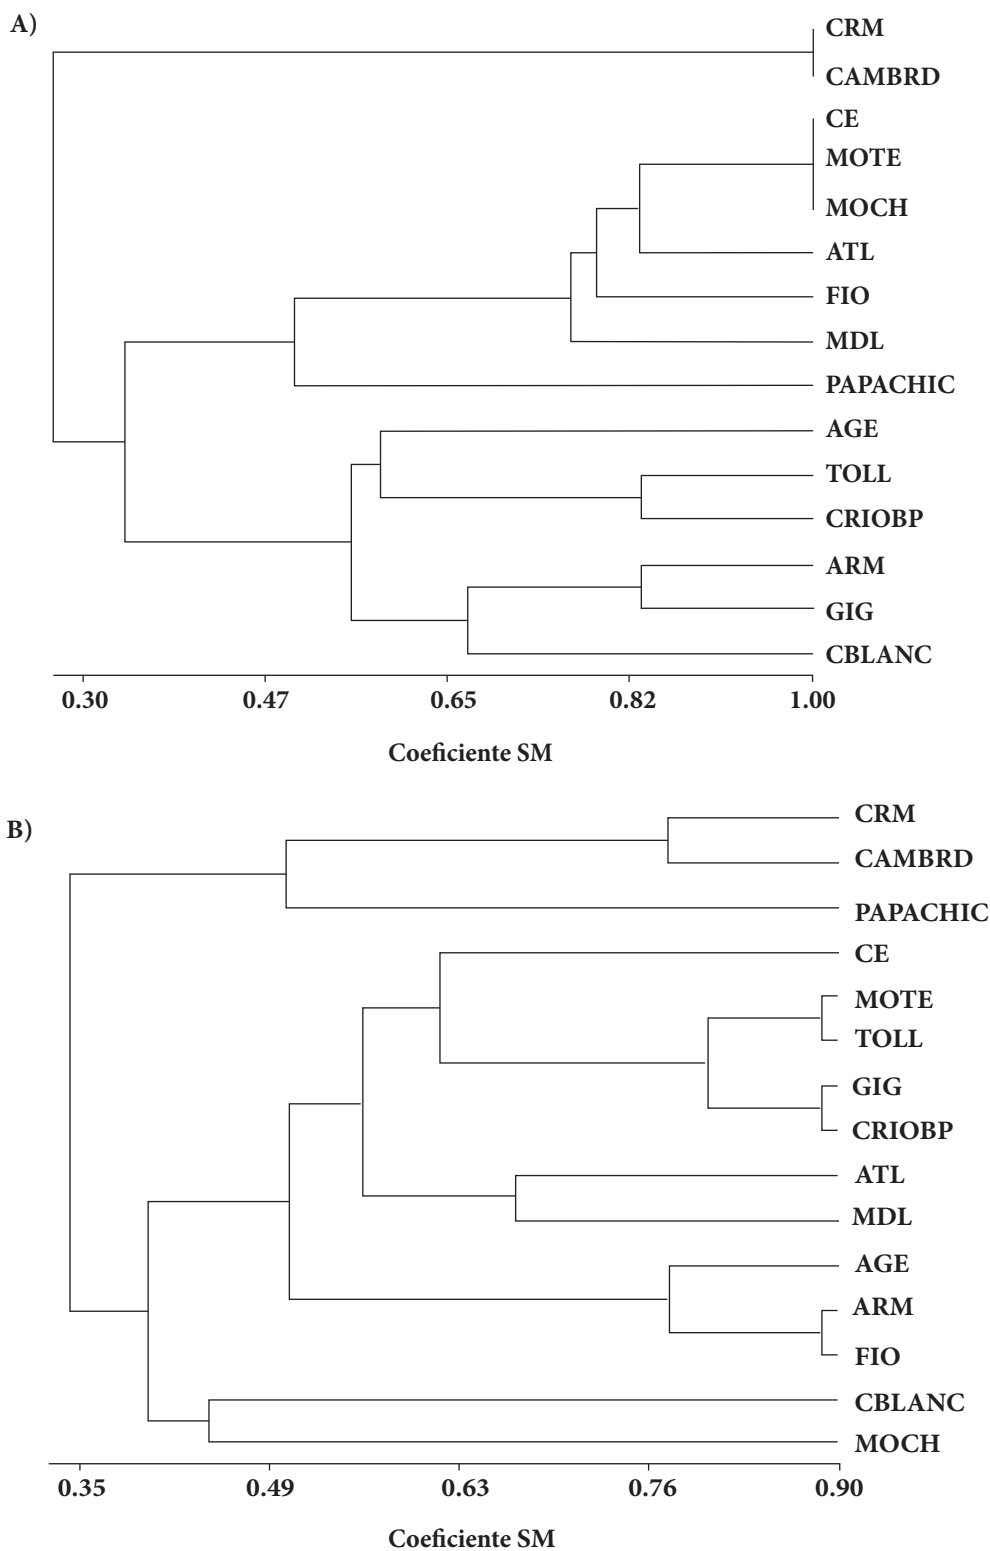 A)
CRM
CAMBRD
CE
MOTE
MOCH
ATL
FIO
MDL
PAPACHIC
AGE
TOLL
CRIOBP
ARM
GIG
CBLANC
0.30 0.47 0.65 0.82 1.00
Coeficiente SM
B)
CRM
CAMBRD
PAPACHIC
CE
MOTE
TOLL
GIG
CRIOBP
ATL
MDL
AGE
ARM
FIO
CBLANC
MOCH
0.35 0.49 0.63 0.76 0.90
Coeficiente SM